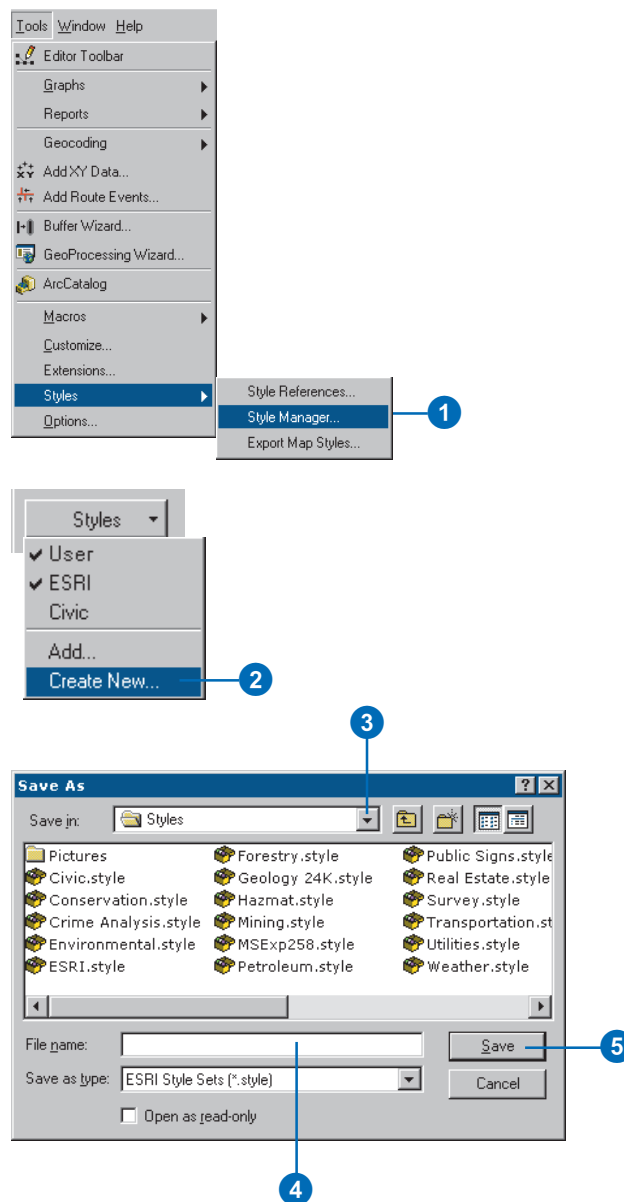 Tools Window Help
Editor Toolbar
Graphs
Reports
Geocoding
Add XY Data...
Add Route Events...
Buffer Wizard...
GeoProcessing Wizard...
ArcCatalog
Macros
Customize...
Extensions...
Styles
Options...
Style References...
Style Manager...
Export Map Styles...
1
Styles
User
ESRI
Civic
Add...
Create New...
2
3
Save As
Save in: Styles
Pictures Forestry.style Public Signs.style
Civic.style Geology 24K.style Real Estate.style
Conservation.style Hazmat.style Survey.style
Crime Analysis.style Mining.style Transportation.st
Environmental.style MSExp258.style Utilities.style
ESRI.style Petroleum.style Weather.style
File name: Save
5
Save as type: ESRI Style Sets (*.style) Cancel
Open as read-only
4